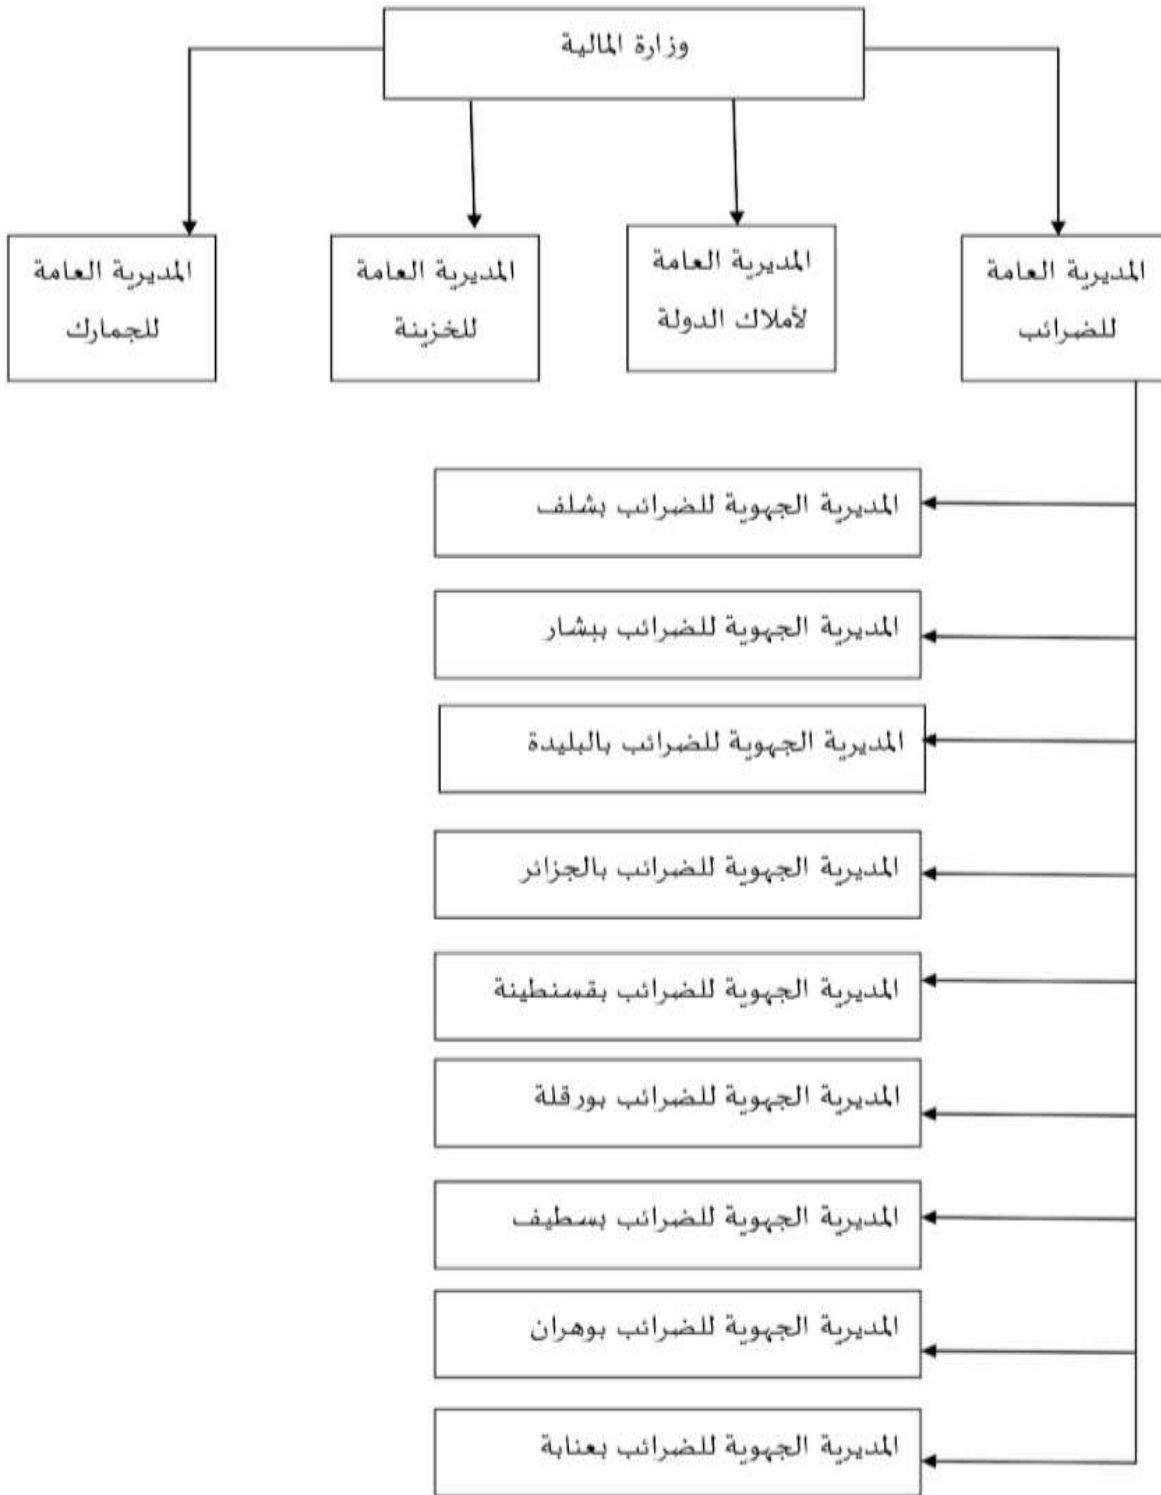 وزارة المالية
المديرية العامة
للضرائب
المديرية العامة
لأملاك الدولة
المديرية العامة
للخزينة
المديرية العامة
للجمارك
المديرية الجهوية للضرائب بشلف
المديرية الجهوية للضرائب ببشار
المديرية الجهوية للضرائب بالبليدة
المديرية الجهوية للضرائب بالجزائر
المديرية الجهوية للضرائب بقسنطينة
المديرية الجهوية للضرائب بورقلة
المديرية الجهوية للضرائب بسطيف
المديرية الجهوية للضرائب بوهران
المديرية الجهوية للضرائب بعنابة